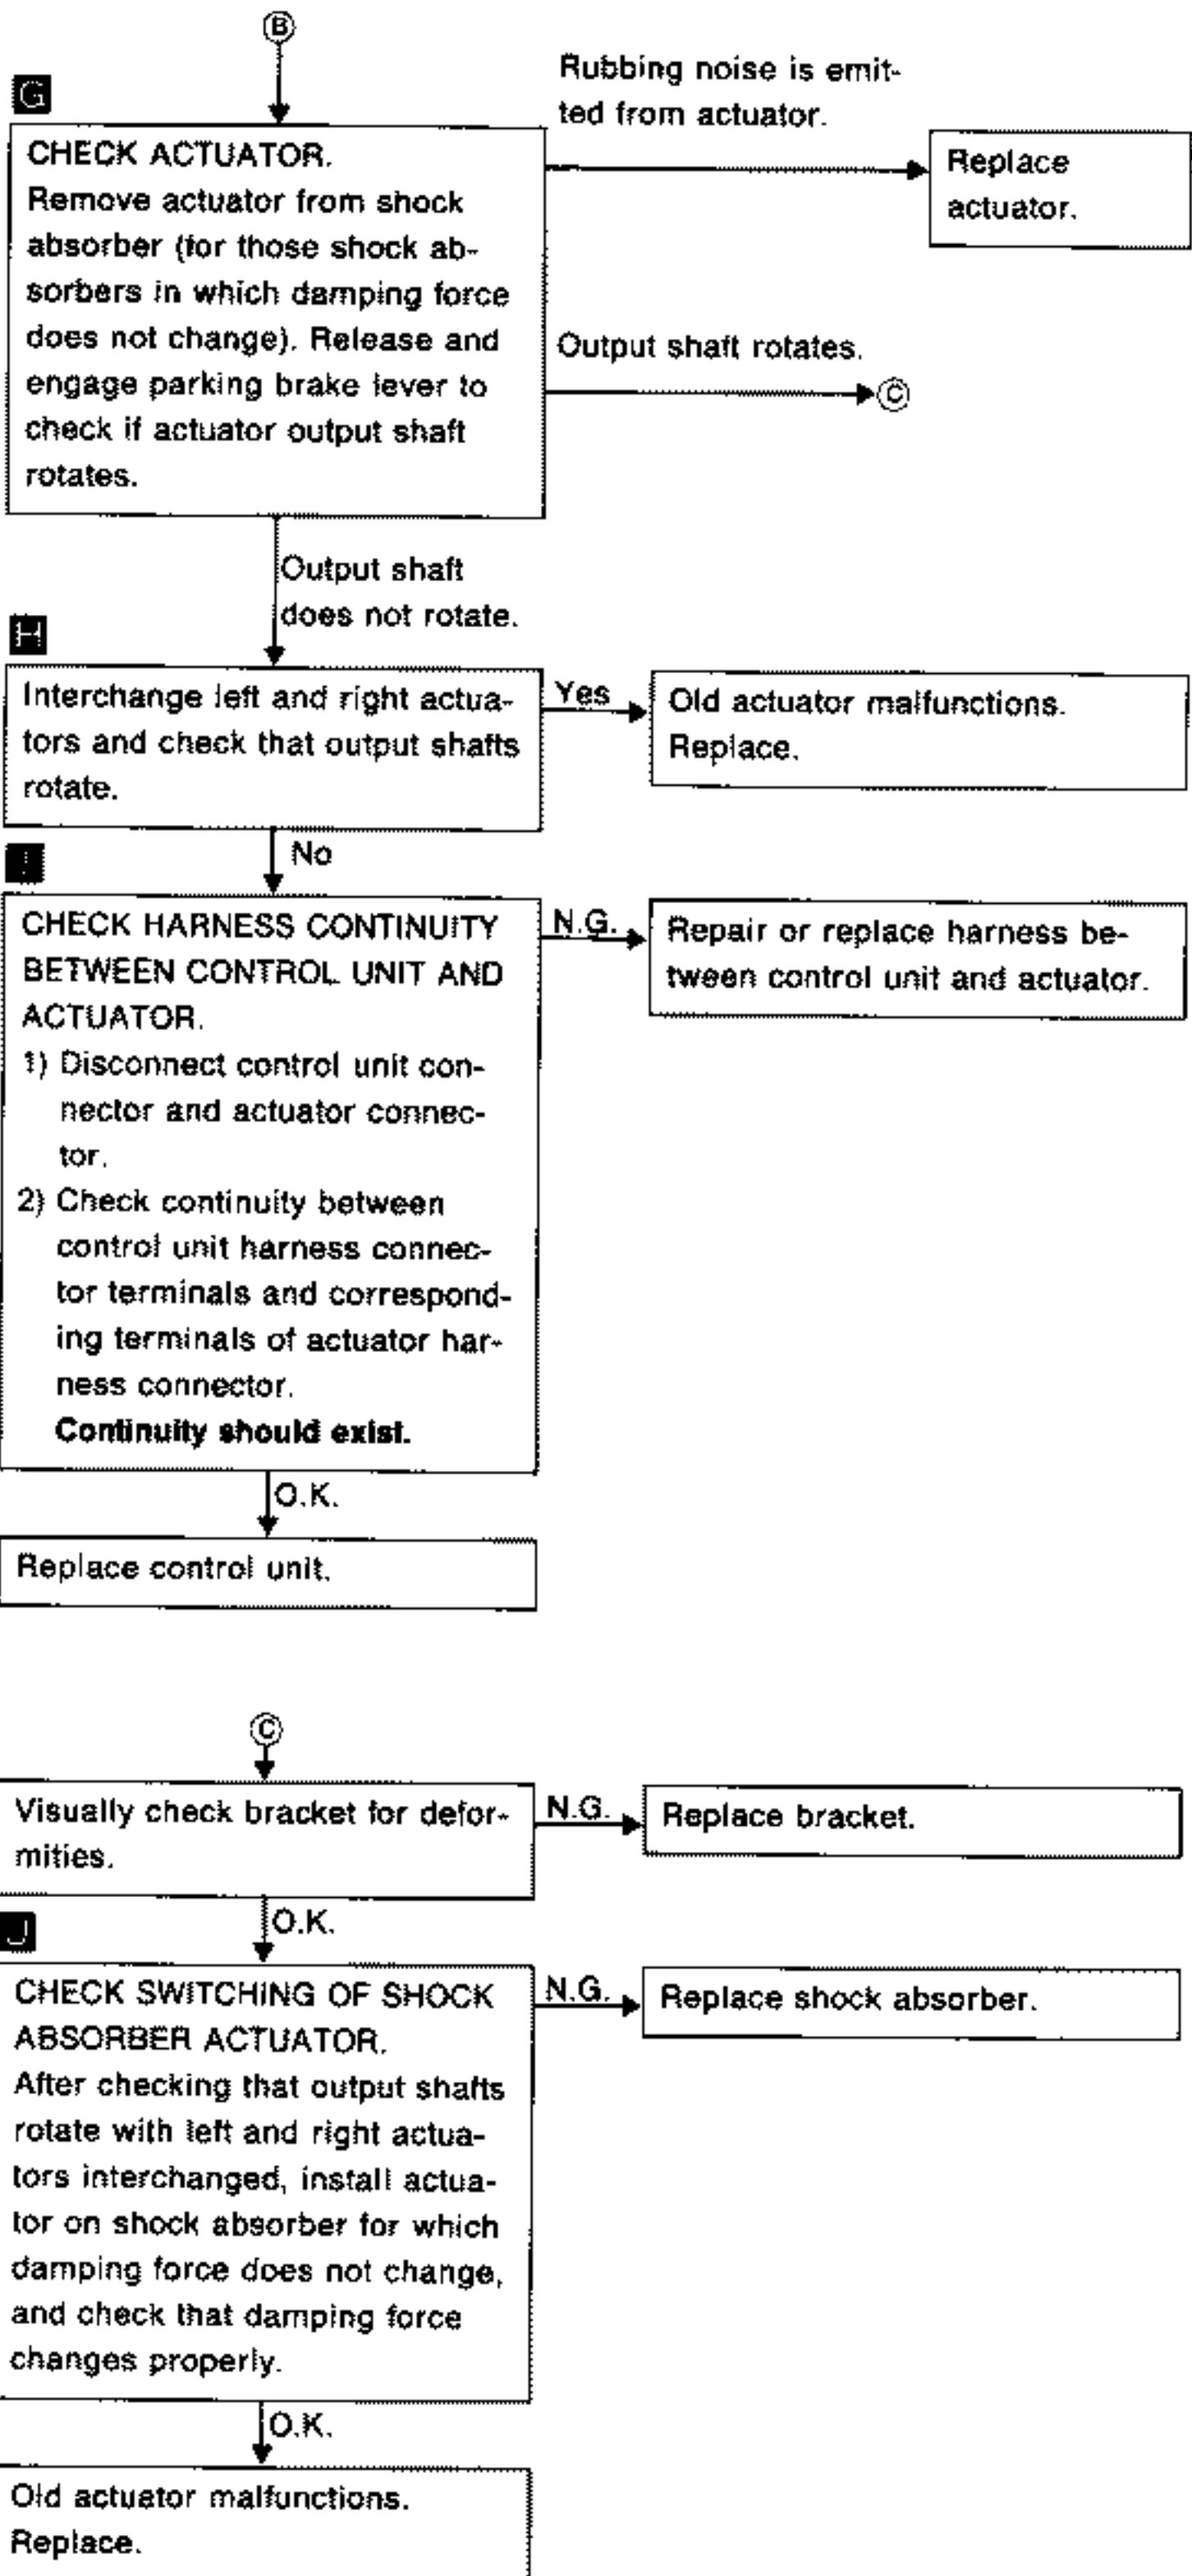 B
G
Rubbing noise is emit-
ted from actuator.
CHECK ACTUATOR.
Remove actuator from shock
absorber (for those shock ab-
sorbers in which damping force
does not change). Release and
engage parking brake lever to
check if actuator output shaft
rotates.
Replace
actuator.
Output shaft rotates.
C
Output shaft
does not rotate.
H
Interchange left and right actua-
tors and check that output shafts
rotate.
Yes
Old actuator malfunctions.
Replace.
No
I
CHECK HARNESS CONTINUITY
BETWEEN CONTROL UNIT AND
ACTUATOR.
1) Disconnect control unit con-
nector and actuator connec-
tor.
2) Check continuity between
control unit harness connec-
tor terminals and correspond-
ing terminals of actuator har-
ness connector.
Continuity should exist.
N.G.
Repair or replace harness be-
tween control unit and actuator.
O.K.
Replace control unit.
C
Visually check bracket for defor-
mities.
N.G.
Replace bracket.
O.K.
J
CHECK SWITCHING OF SHOCK
ABSORBER ACTUATOR.
After checking that output shafts
rotate with left and right actua-
tors interchanged, install actua-
tor on shock absorber for which
damping force does not change,
and check that damping force
changes properly.
N.G.
Replace shock absorber.
O.K.
Old actuator malfunctions.
Replace.